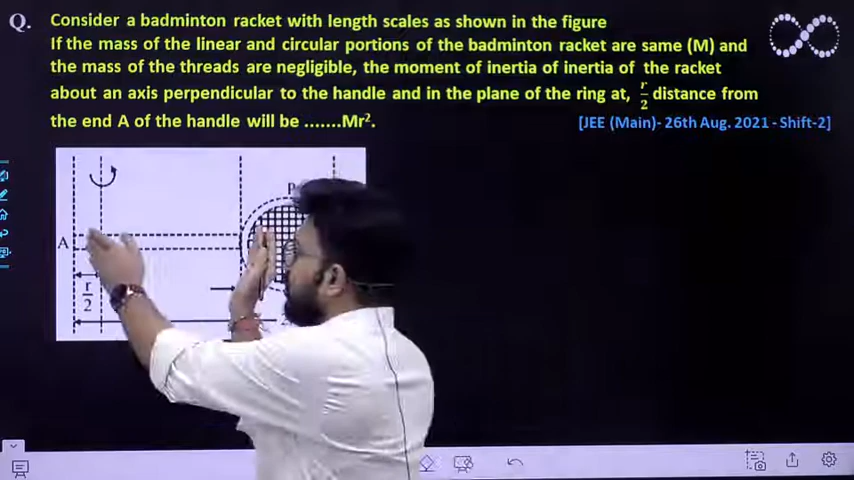 Q. Consider a badminton racket with length scales as shown in the figure
If the mass of the linear and circular portions of the badminton racket are same (M) and
the mass of the threads are negligible, the moment of inertia of inertia of the racket
about an axis perpendicular to the handle and in the plane of the ring at, r/2 distance from
the end A of the handle will be .......Mr².
[JEE (Main)- 26th Aug. 2021 - Shift-2]
A
r/2